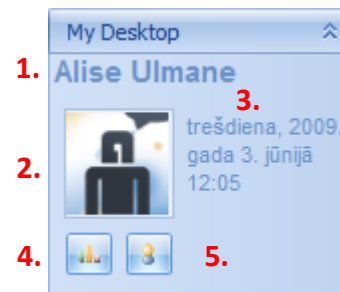 My Desktop
1. Alise Ulmane
3.
trešdiena, 2009.
2. gada 3. jūnijā
12:05
4. 5.